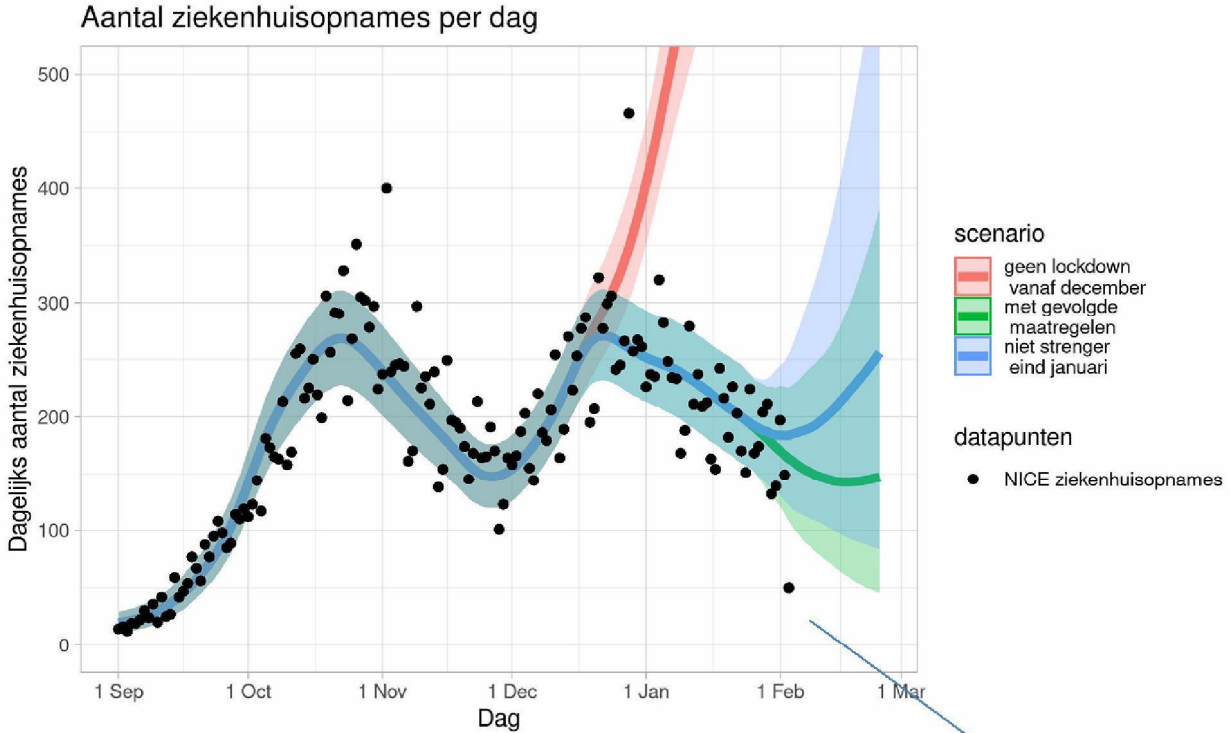 Aantal ziekenhuisopnames per dag
Dagelijks aantal ziekenhuisopnames
500
400
300
200
100
0
1 Sep
1 Oct
1 Nov
1 Dec
1 Jan
1 Feb
1 Mar
Dag
scenario
geen lockdown
vanaf december
met gevolgde
maatregelen
niet strenger
eind januari
datapunten
NICE ziekenhuisopnames